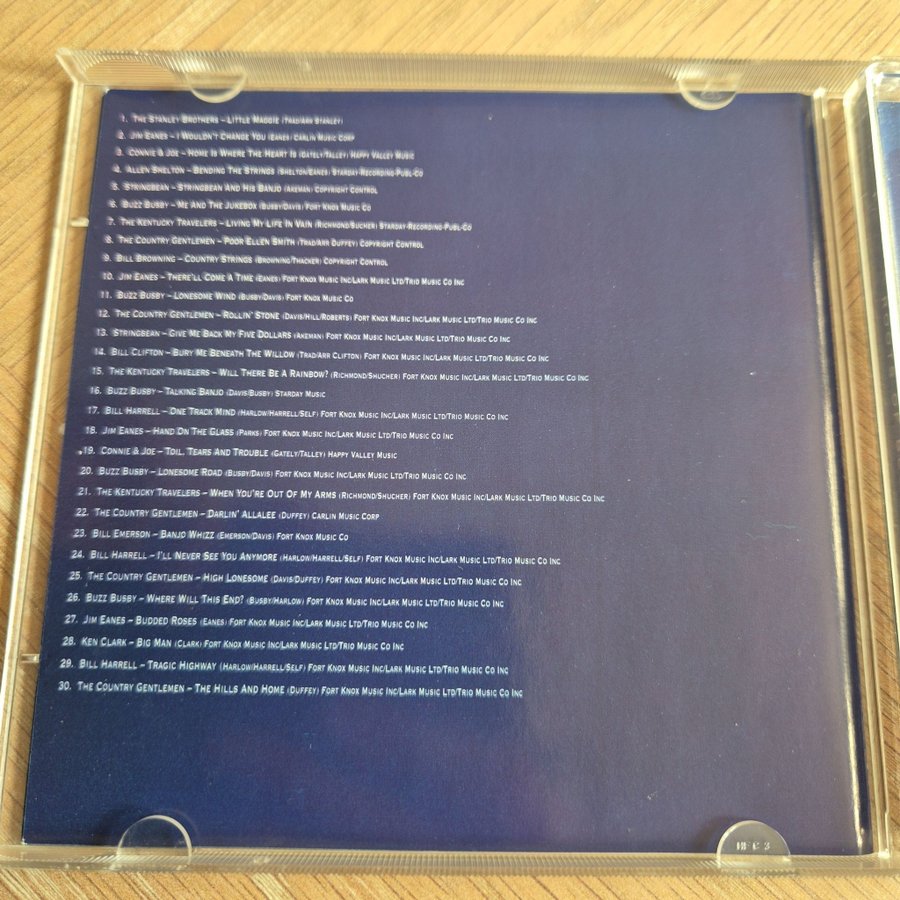 1. The Stanley Brothers – Little Maggie (Trad/Arr Stanley)
2. Jim Eanes – I Wouldn't Change You (Eanes) Carlin Music Corp
3. Connie & Joe – Home Is Where The Heart Is (Gately/Talley) Happy Valley Music
4. Allen Shelton – Bending The Strings (Shelton/Eanes) Starday-Recording-Publ-Co
5. Stringbean – Stringbean And His Banjo (Akeman) Copyright Control
6. Buzz Busby – Me And The Jukebox (Busby/Davis) Fort Knox Music Co
7. The Kentucky Travelers – Living My Life In Vain (Richmond/Sucher) Starday-Recording-Publ-Co
8. The Country Gentlemen – Poor Ellen Smith (Trad/Arr Duffey) Copyright Control
9. Bill Browning – Country Strings (Browning/Thacker) Copyright Control
10. Jim Eanes – There'll Come A Time (Eanes) Fort Knox Music Inc/Lark Music Ltd/Trio Music Co Inc
11. Buzz Busby – Lonesome Wind (Busby/Davis) Fort Knox Music Co
12. The Country Gentlemen – Rollin' Stone (Davis/Hill/Roberts) Fort Knox Music Inc/Lark Music Ltd/Trio Music Co Inc
13. Stringbean – Give Me Back My Five Dollars (Akeman) Fort Knox Music Inc/Lark Music Ltd/Trio Music Co Inc
14. Bill Clifton – Bury Me Beneath The Willow (Trad/Arr Clifton) Fort Knox Music Inc/Lark Music Ltd/Trio Music Co Inc
15. The Kentucky Travelers – Will There Be A Rainbow? (Richmond/Shucher) Fort Knox Music Inc/Lark Music Ltd/Trio Music Co Inc
16. Buzz Busby – Talking Banjo (Davis/Busby) Starday Music
17. Bill Harrell – One Track Mind (Harlow/Harrell/Self) Fort Knox Music Inc/Lark Music Ltd/Trio Music Co Inc
18. Jim Eanes – Hand On The Glass (Parks) Fort Knox Music Inc/Lark Music Ltd/Trio Music Co Inc
19. Connie & Joe – Toil, Tears And Trouble (Gately/Talley) Happy Valley Music
20. Buzz Busby – Lonesome Road (Busby/Davis) Fort Knox Music Inc/Lark Music Ltd/Trio Music Co Inc
21. The Kentucky Travelers – When You're Out Of My Arms (Richmond/Shucher) Fort Knox Music Inc/Lark Music Ltd/Trio Music Co Inc
22. The Country Gentlemen – Darlin' Allalee (Duffey) Carlin Music Corp
23. Bill Emerson – Banjo Whizz (Emerson/Davis) Fort Knox Music Co
24. Bill Harrell – I'll Never See You Anymore (Harlow/Harrell/Self) Fort Knox Music Inc/Lark Music Ltd/Trio Music Co Inc
25. The Country Gentlemen – High Lonesome (Davis/Duffey) Fort Knox Music Inc/Lark Music Ltd/Trio Music Co Inc
26. Buzz Busby – Where Will This End? (Busby/Harlow) Fort Knox Music Inc/Lark Music Ltd/Trio Music Co Inc
27. Jim Eanes – Budded Roses (Eanes) Fort Knox Music Inc/Lark Music Ltd/Trio Music Co Inc
28. Ken Clark – Big Man (Clark) Fort Knox Music Inc/Lark Music Ltd/Trio Music Co Inc
29. Bill Harrell – Tragic Highway (Harlow/Harrell/Self) Fort Knox Music Inc/Lark Music Ltd/Trio Music Co Inc
30. The Country Gentlemen – The Hills And Home (Duffey) Fort Knox Music Inc/Lark Music Ltd/Trio Music Co Inc